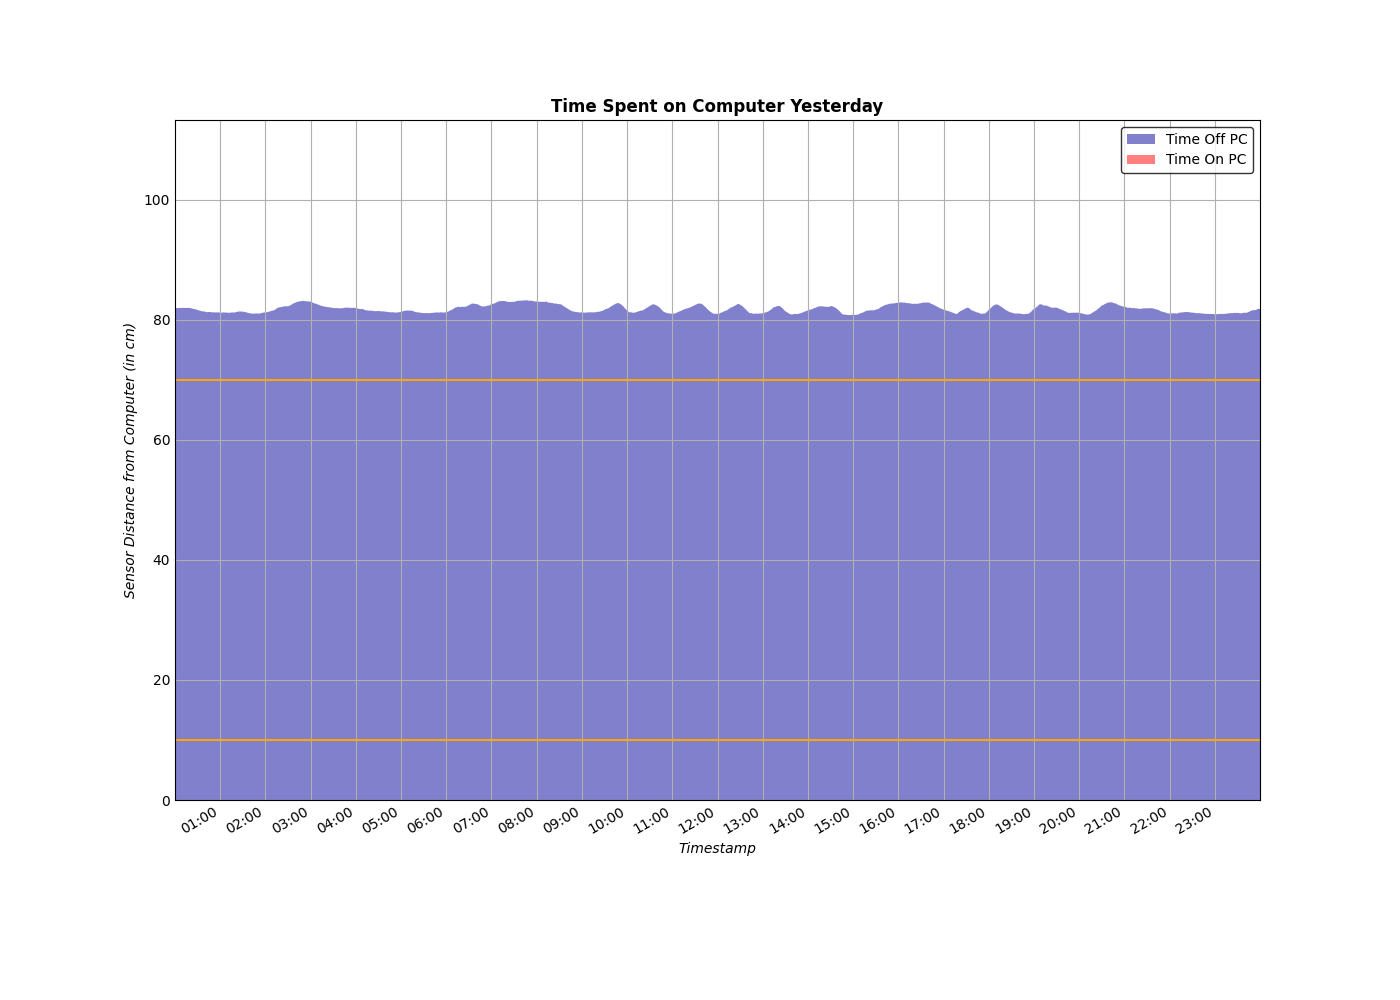 Time Spent on Computer Yesterday
Time Off PC
Time On PC
Sensor Distance from Computer (in cm)
100
80
60
40
20
0
01:00 02:00 03:00 04:00 05:00 06:00 07:00 08:00 09:00 10:00 11:00 12:00 13:00 14:00 15:00 16:00 17:00 18:00 19:00 20:00 21:00 22:00 23:00
Timestamp